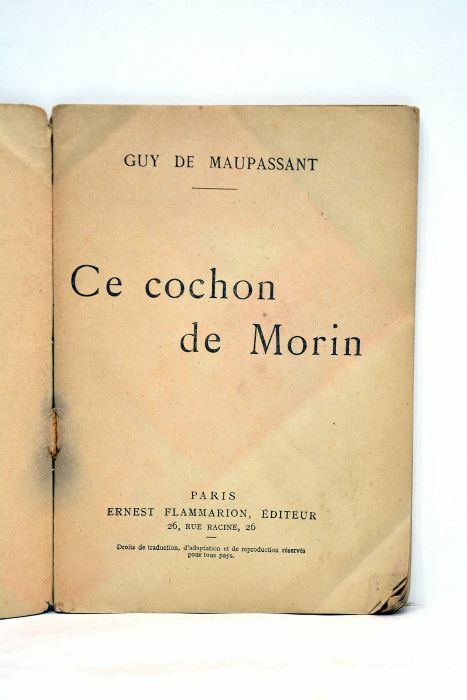 GUY DE MAUPASSANT
Ce cochon
de Morin
PARIS
ERNEST FLAMMARION, ÉDITEUR
26, RUE RACINE, 26
Droits de traduction, d'adaptation et de reproduction réservés
pour tous pays.